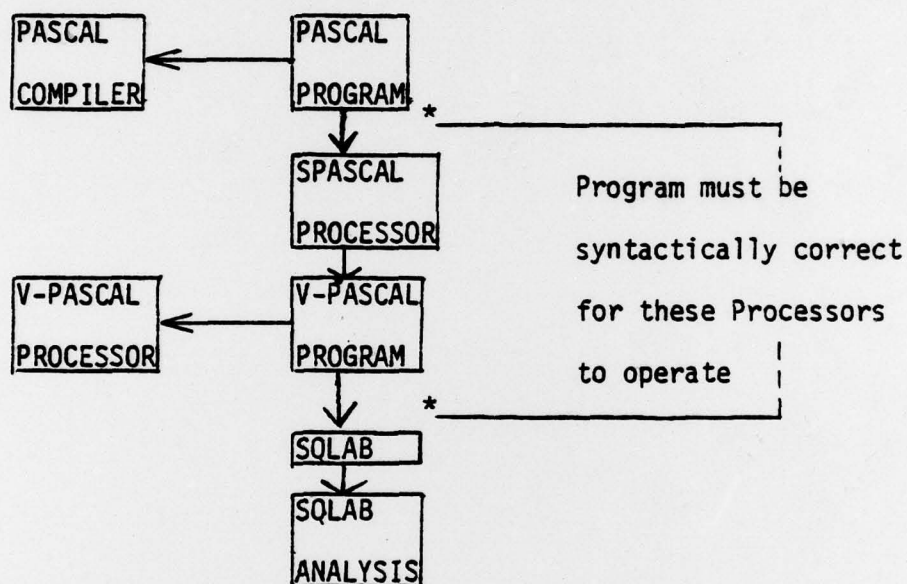 PASCAL
COMPILER
PASCAL
PROGRAM
*
SPASCAL
PROCESSOR
Program must be
syntactically correct
for these Processors
to operate
V-PASCAL
PROCESSOR
V-PASCAL
PROGRAM
*
SQLAB
SQLAB
ANALYSIS